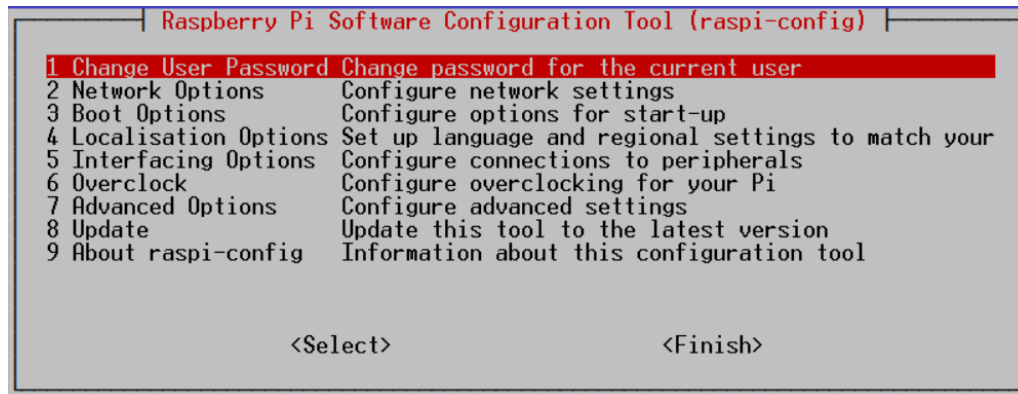 Raspberry Pi Software Configuration Tool (raspi-config)
1 Change User Password Change password for the current user
2 Network Options Configure network settings
3 Boot Options Configure options for start-up
4 Localisation Options Set up language and regional settings to match your
5 Interfacing Options Configure connections to peripherals
6 Overclock Configure overclocking for your Pi
7 Advanced Options Configure advanced settings
8 Update Update this tool to the latest version
9 About raspi-config Information about this configuration tool
<Select> <Finish>